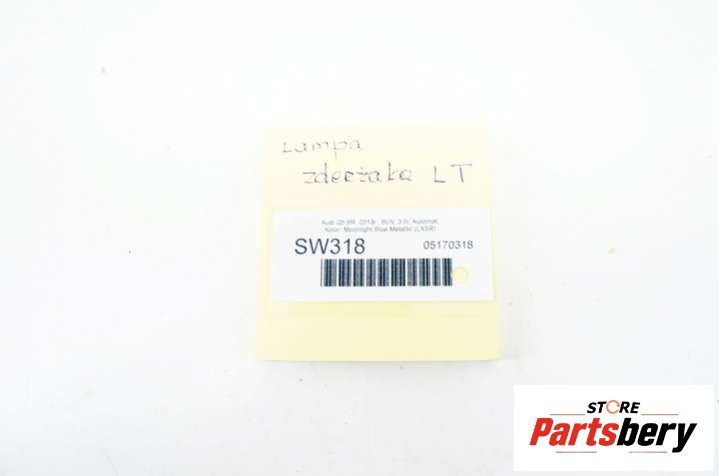 Lampa
zderzaka LT
Audi Q5 8R, 2013r., SUV, 3.0i, Automat,
Kolor: Moonlight Blue Metallic (LX5R)
SW318 05170318
STORE
Partsbery